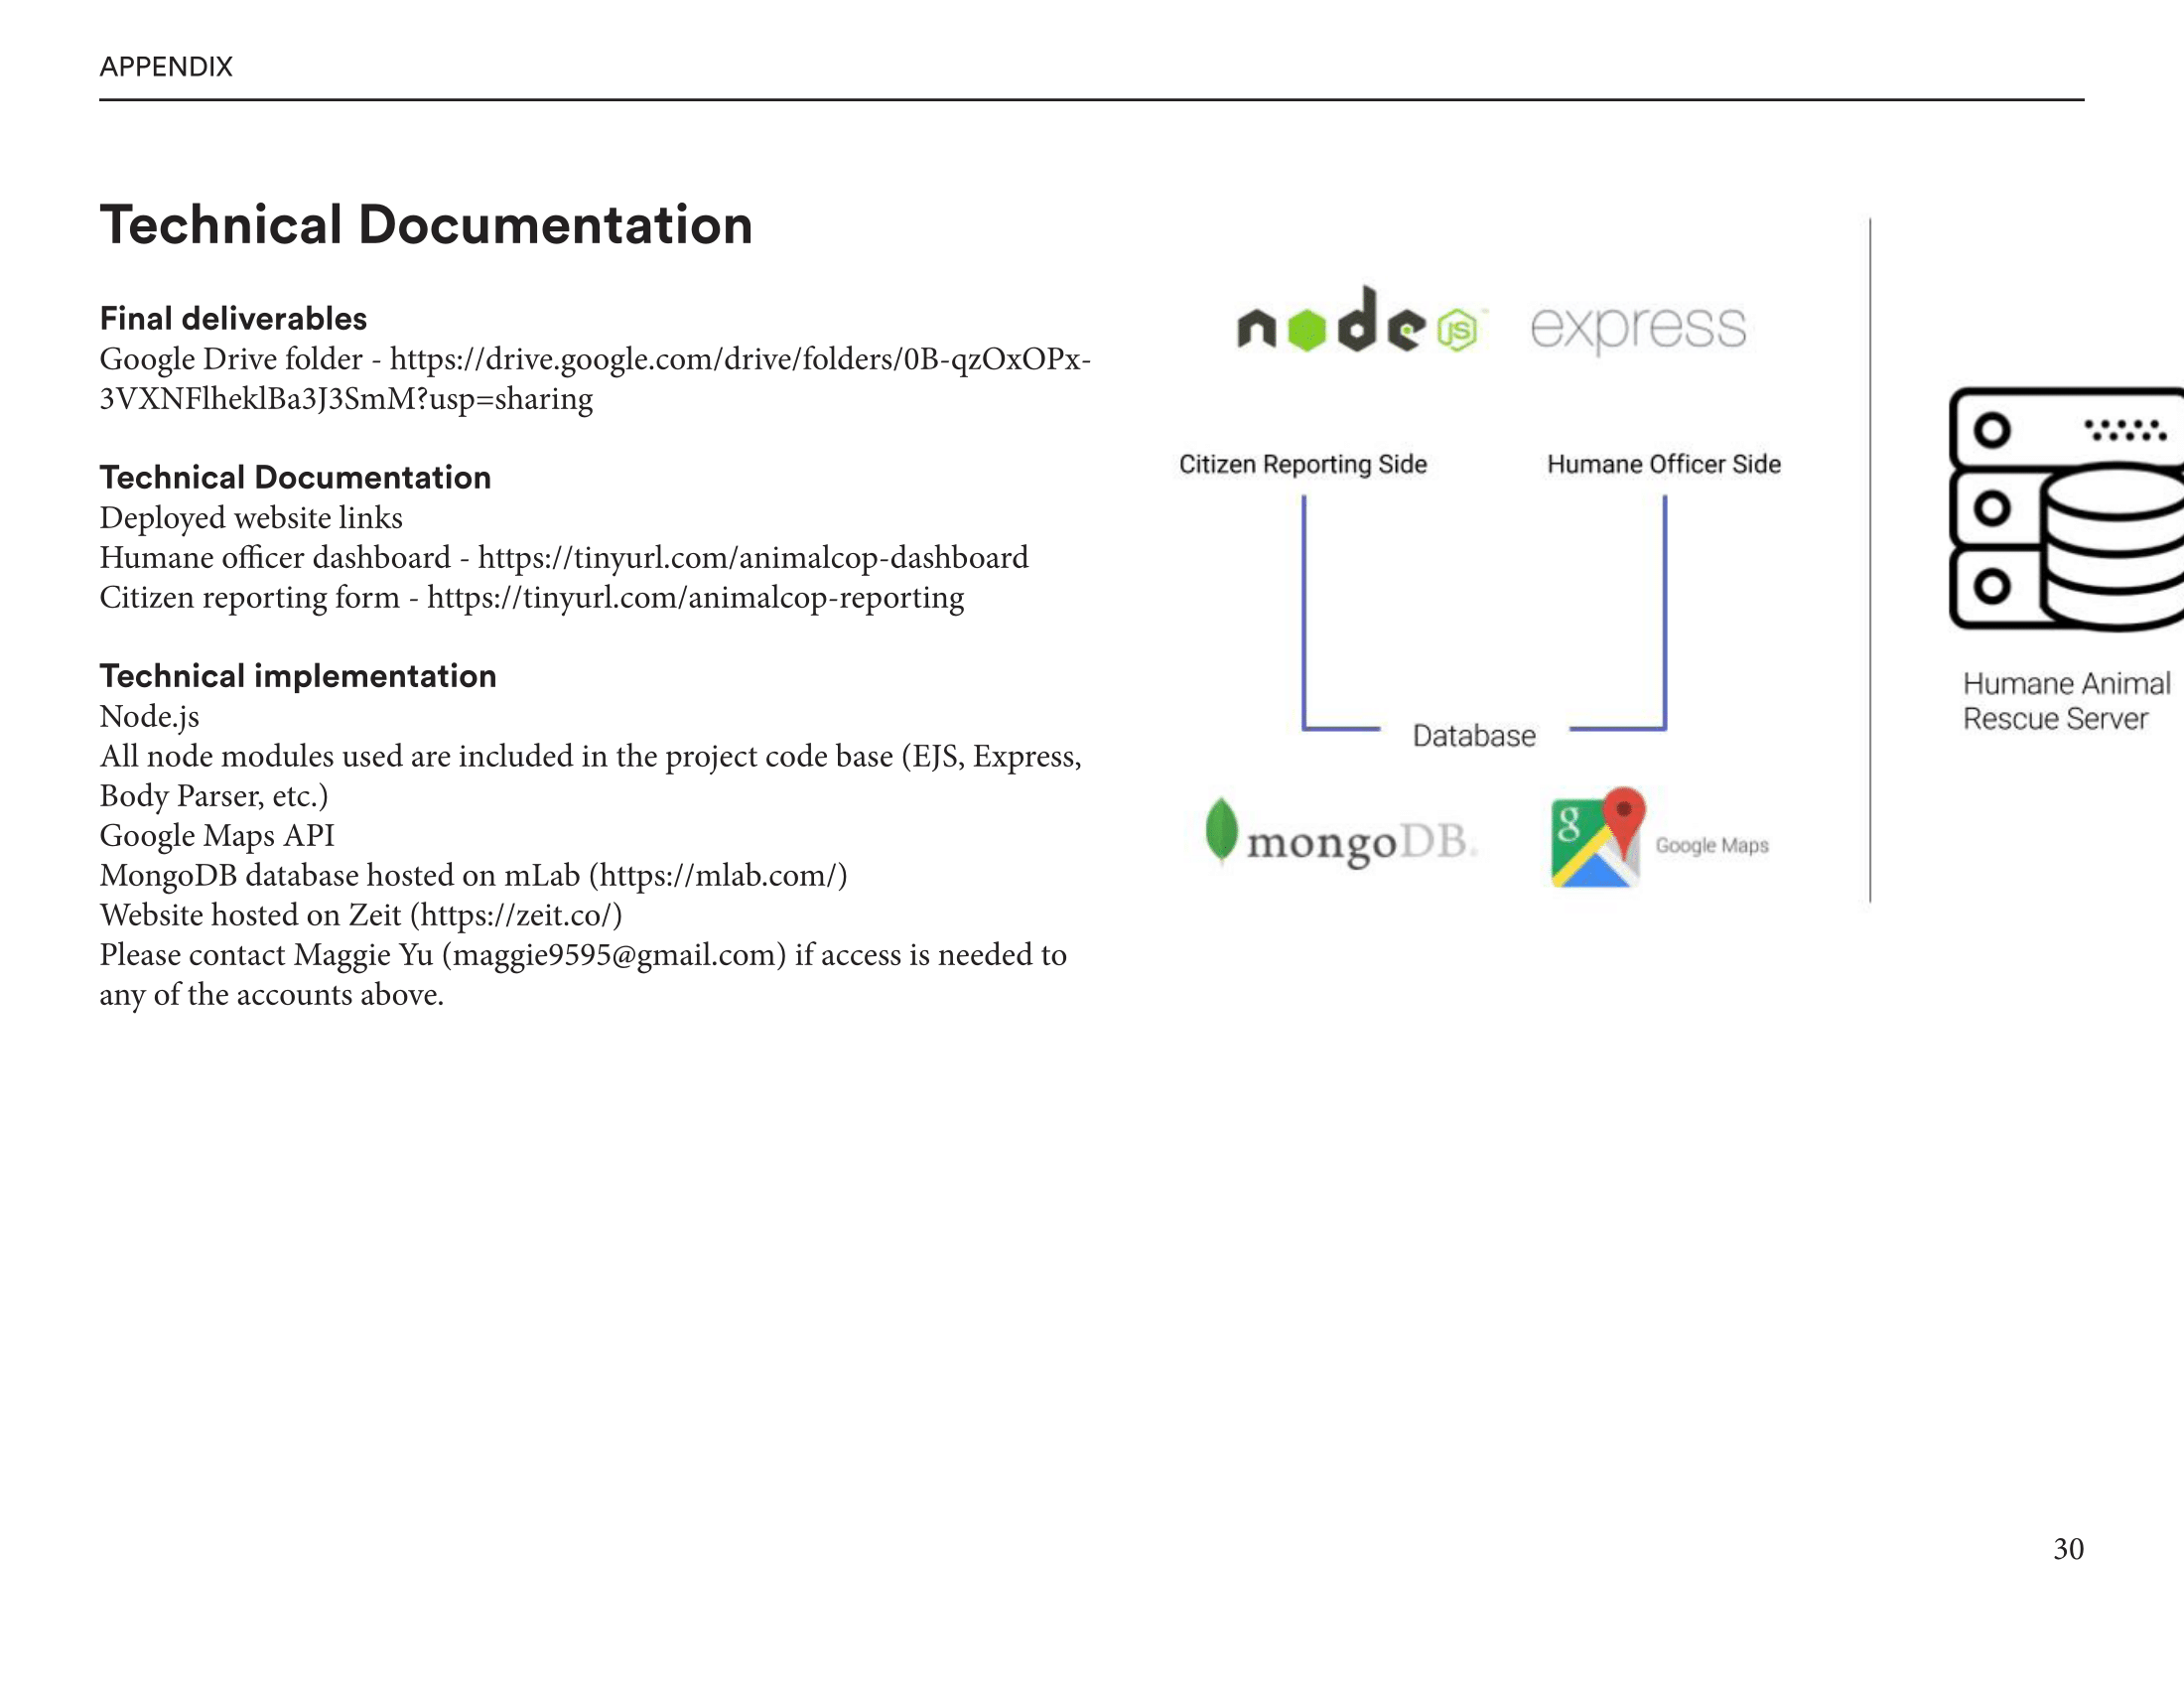 APPENDIX
Technical Documentation
Final deliverables
Google Drive folder - https://drive.google.com/drive/folders/0B-qzOxOPx-
3VXNFlheklBa3J3SmM?usp=sharing
Technical Documentation
Deployed website links
Humane officer dashboard - https://tinyurl.com/animalcop-dashboard
Citizen reporting form - https://tinyurl.com/animalcop-reporting
Technical implementation
Node.js
All node modules used are included in the project code base (EJS, Express,
Body Parser, etc.)
Google Maps API
MongoDB database hosted on mLab (https://mlab.com/)
Website hosted on Zeit (https://zeit.co/)
Please contact Maggie Yu (maggie9595@gmail.com) if access is needed to
any of the accounts above.
node JS™ express
Citizen Reporting Side Humane Officer Side
Database
mongoDB. g Google Maps
Humane Animal
Rescue Server
30